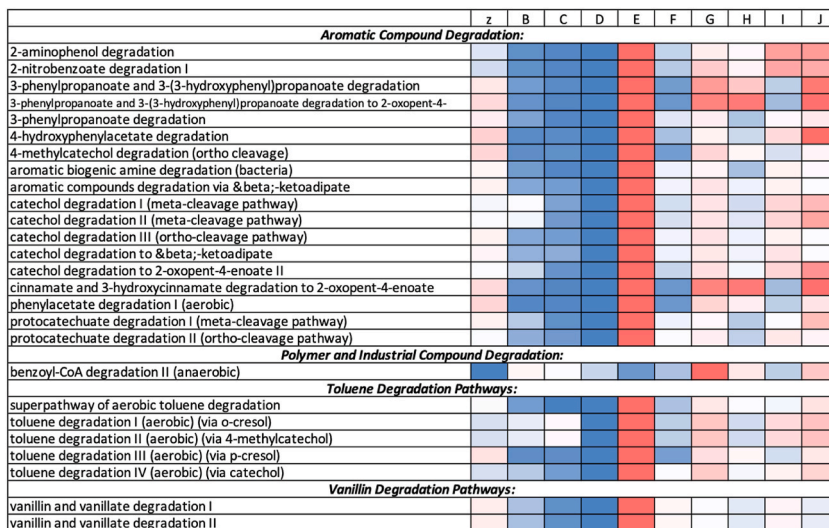 z B C D E F G H I J
Aromatic Compound Degradation:
2-aminophenol degradation
2-nitrobenzoate degradation I
3-phenylpropanoate and 3-(3-hydroxyphenyl)propanoate degradation
3-phenylpropanoate and 3-(3-hydroxyphenyl)propanoate degradation to 2-oxopent-4-
3-phenylpropanoate degradation
4-hydroxyphenylacetate degradation
4-methylcatechol degradation (ortho cleavage)
aromatic biogenic amine degradation (bacteria)
aromatic compounds degradation via &beta;-ketoadipate
catechol degradation I (meta-cleavage pathway)
catechol degradation II (meta-cleavage pathway)
catechol degradation III (ortho-cleavage pathway)
catechol degradation to &beta;-ketoadipate
catechol degradation to 2-oxopent-4-enoate II
cinnamate and 3-hydroxycinnamate degradation to 2-oxopent-4-enoate
phenylacetate degradation I (aerobic)
protocatechuate degradation I (meta-cleavage pathway)
protocatechuate degradation II (ortho-cleavage pathway)
Polymer and Industrial Compound Degradation:
benzoyl-CoA degradation II (anaerobic)
Toluene Degradation Pathways:
superpathway of aerobic toluene degradation
toluene degradation I (aerobic) (via o-cresol)
toluene degradation II (aerobic) (via 4-methylcatechol)
toluene degradation III (aerobic) (via p-cresol)
toluene degradation IV (aerobic) (via catechol)
Vanillin Degradation Pathways:
vanillin and vanillate degradation I
vanillin and vanillate degradation II